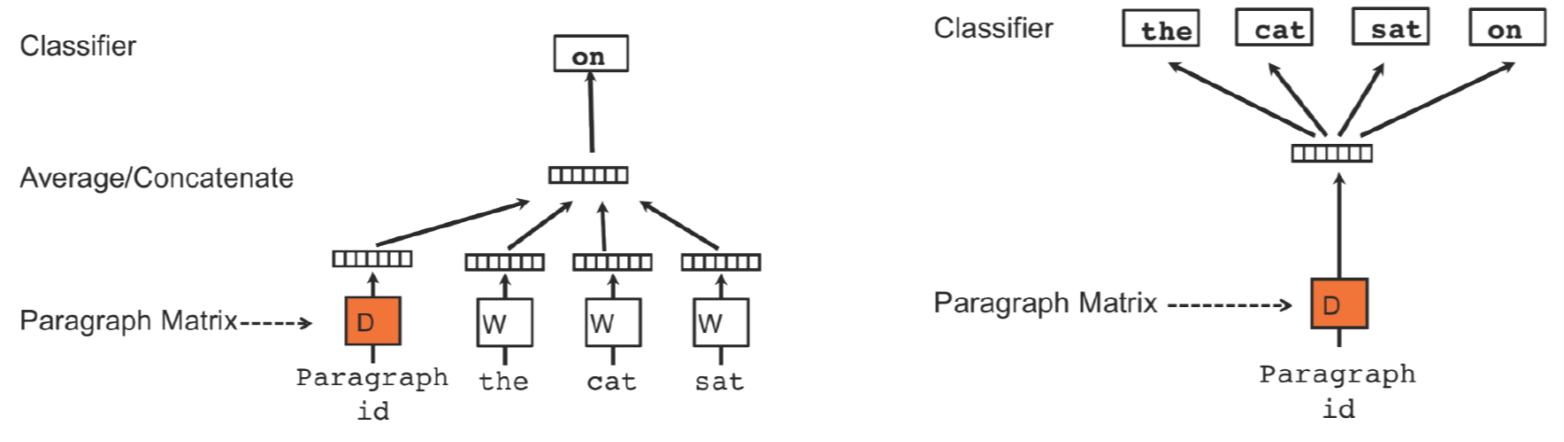 Classifier
on
Average/Concatenate
Paragraph Matrix
D
W
W
W
Paragraph
id
the
cat
sat
Classifier
the
cat
sat
on
Paragraph Matrix
D
Paragraph
id